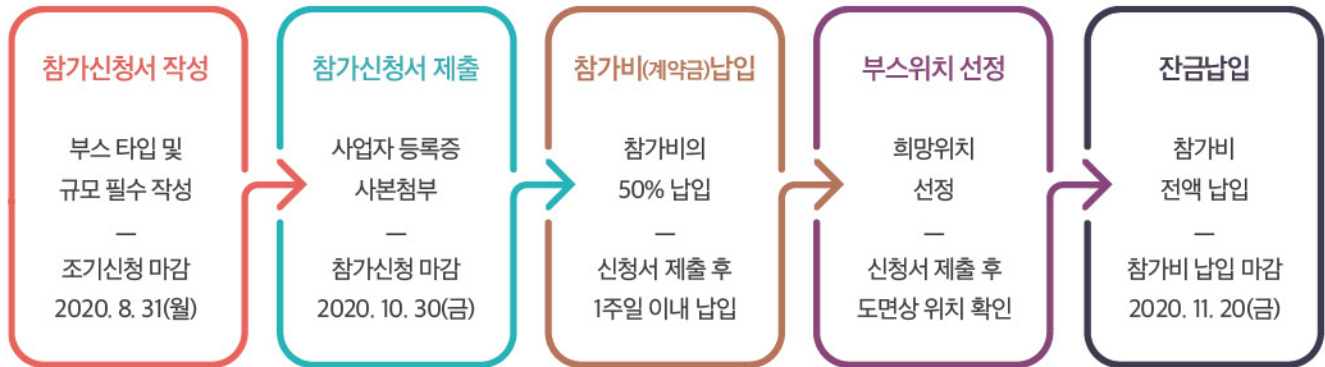 참가신청서 작성
부스 타입 및
규모 필수 작성
—
조기신청 마감
2020. 8. 31(월)
참가신청서 제출
사업자 등록증
사본첨부
—
참가신청 마감
2020. 10. 30(금)
참가비(계약금)납입
참가비의
50% 납입
—
신청서 제출 후
1주일 이내 납입
부스위치 선정
희망위치
선정
—
신청서 제출 후
도면상 위치 확인
잔금납입
참가비
전액 납입
—
참가비 납입 마감
2020. 11. 20(금)